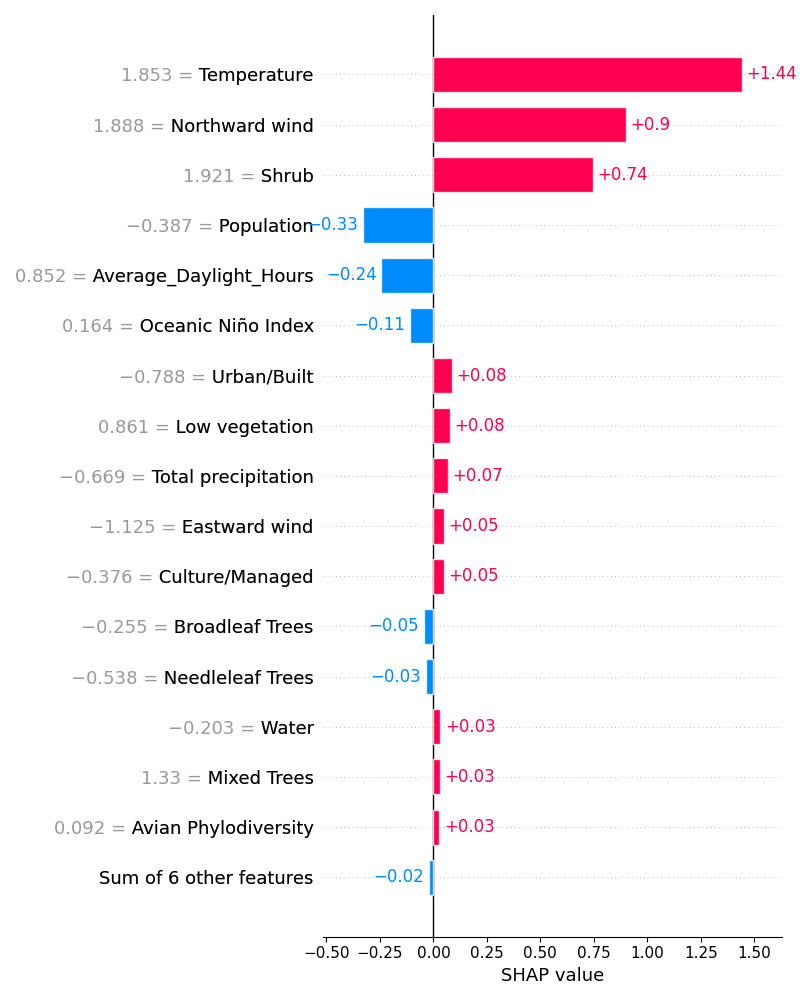 1.853 = Temperature +1.44
1.888 = Northward wind +0.9
1.921 = Shrub +0.74
−0.387 = Population −0.33
0.852 = Average_Daylight_Hours −0.24
0.164 = Oceanic Niño Index −0.11
−0.788 = Urban/Built +0.08
0.861 = Low vegetation +0.08
−0.669 = Total precipitation +0.07
−1.125 = Eastward wind +0.05
−0.376 = Culture/Managed +0.05
−0.255 = Broadleaf Trees −0.05
−0.538 = Needleleaf Trees −0.03
−0.203 = Water +0.03
1.33 = Mixed Trees +0.03
0.092 = Avian Phylodiversity +0.03
Sum of 6 other features −0.02
−0.50 −0.25 0.00 0.25 0.50 0.75 1.00 1.25 1.50
SHAP value